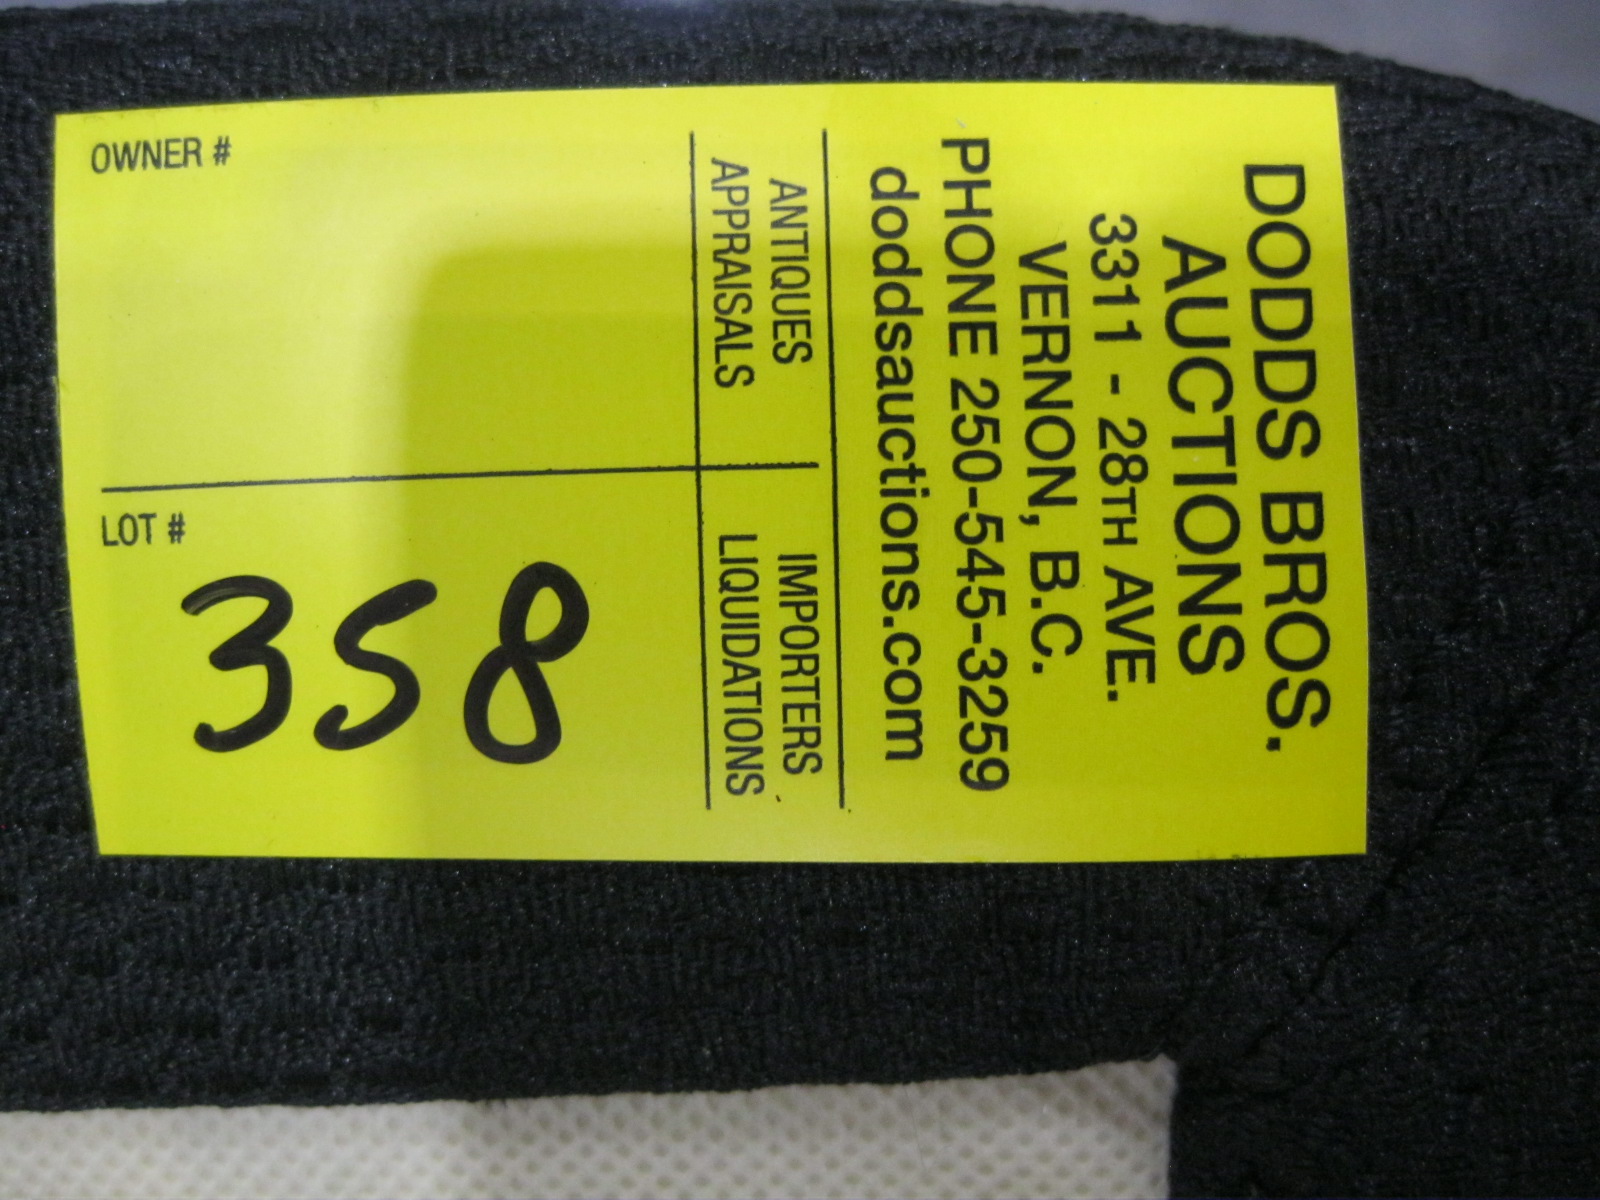 DODDS BROS.
AUCTIONS
3311 - 28TH AVE.
VERNON, B.C.
PHONE 250-545-3259
doddsauctions.com
ANTIQUES
APPRAISALS
IMPORTERS
LIQUIDATIONS
OWNER #
LOT #
358